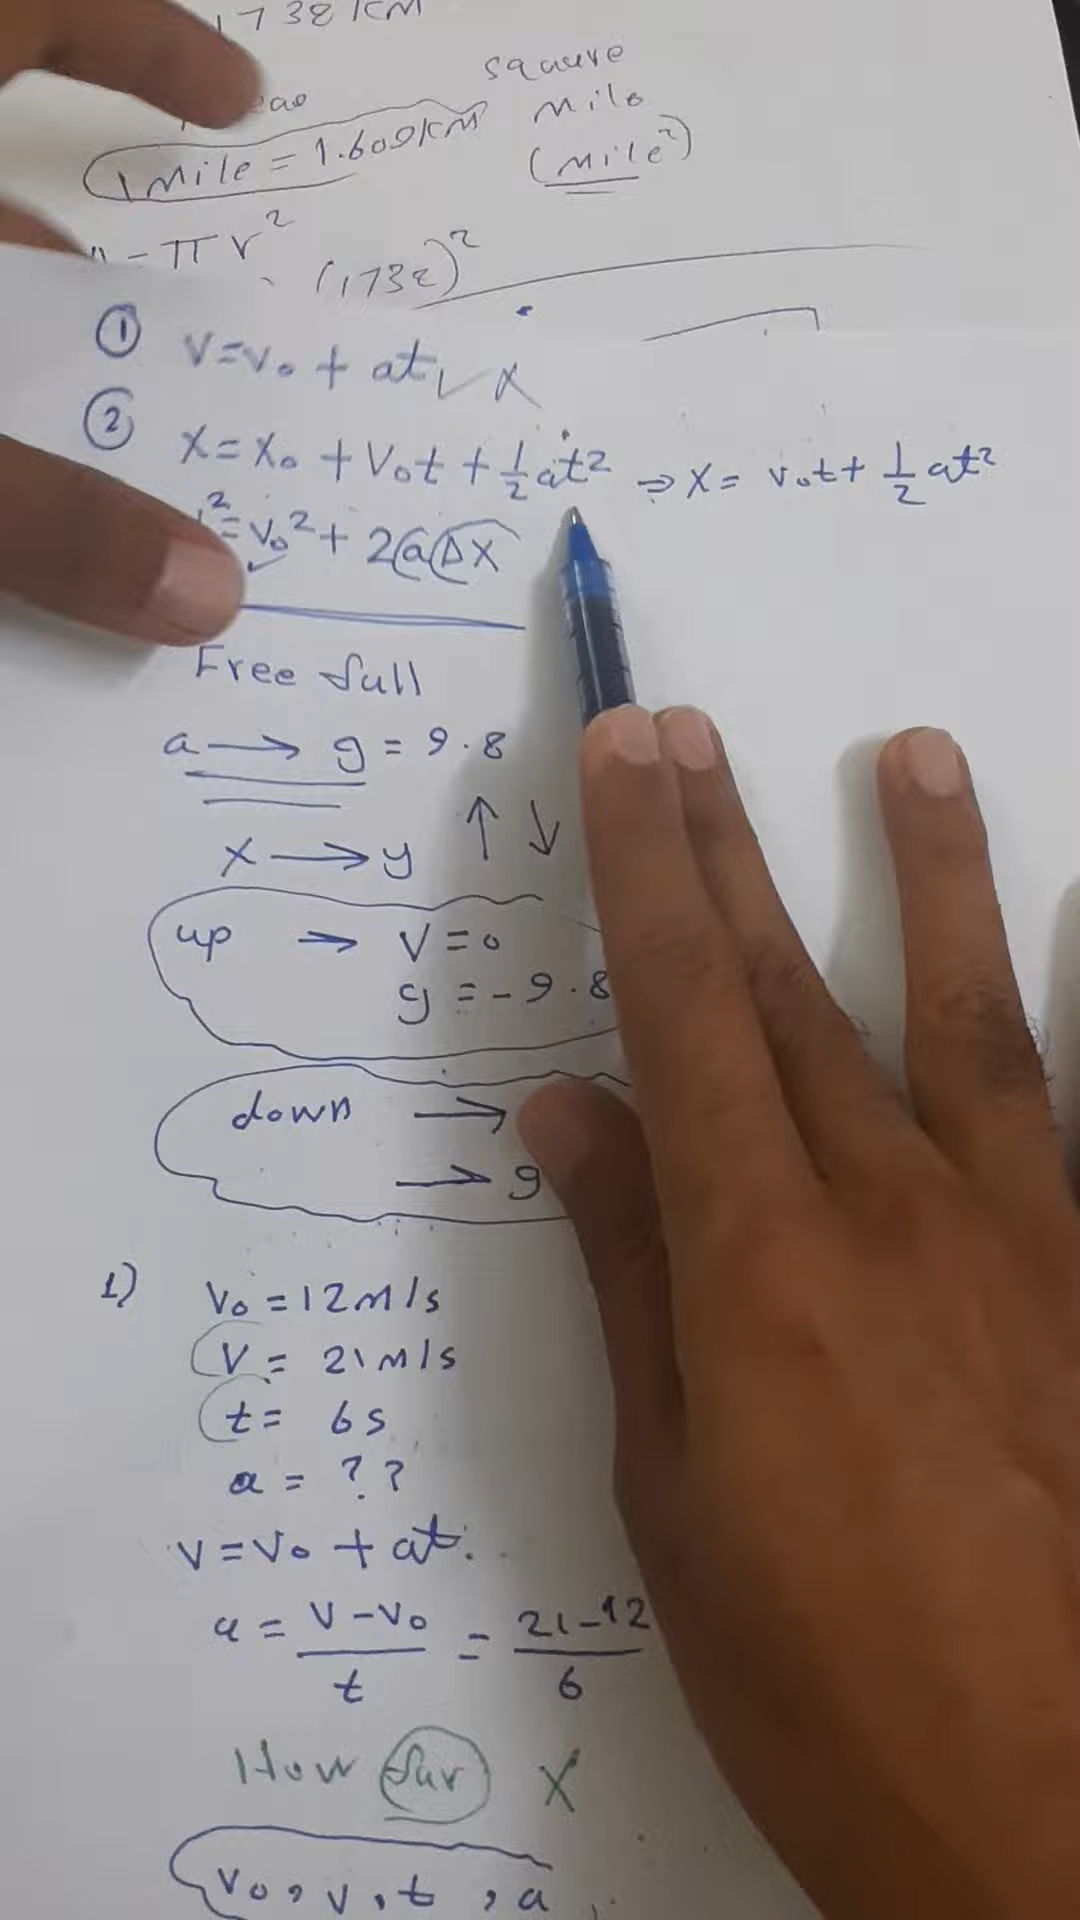 1738 KM
square
mile
(mile²)
1 mile = 1.609 KM
- πr²
(1738)²
① v=v₀ + at ✓ X
② x=x₀ + v₀t + ½at² ⇒ x= v₀t + ½at²
²=v₀² + 2aΔx
Free fall
a → g = 9.8
x → y ↑ ↓
up → v=0
g = -9.8
down →
→ g
1) v₀ = 12m/s
v = 21m/s
t = 6s
a = ??
v=v₀ + at.
a = v-v₀/t = 21-12/6
How far X
v₀, v, t, a